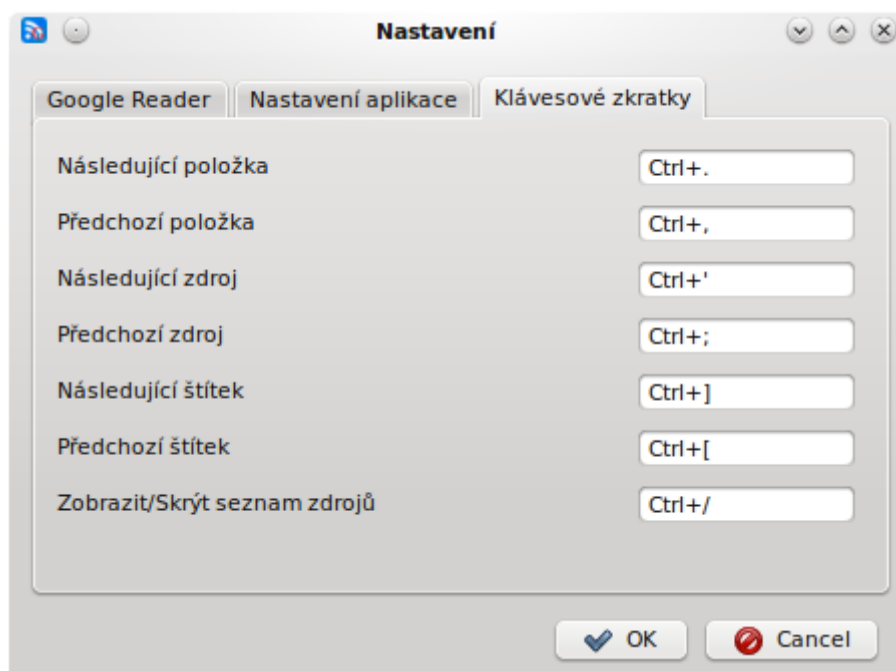 Nastavení
Google Reader Nastavení aplikace Klávesové zkratky
Následující položka Ctrl+.
Předchozí položka Ctrl+,
Následující zdroj Ctrl+'
Předchozí zdroj Ctrl+;
Následující štítek Ctrl+]
Předchozí štítek Ctrl+[
Zobrazit/Skrýt seznam zdrojů Ctrl+/
OK Cancel